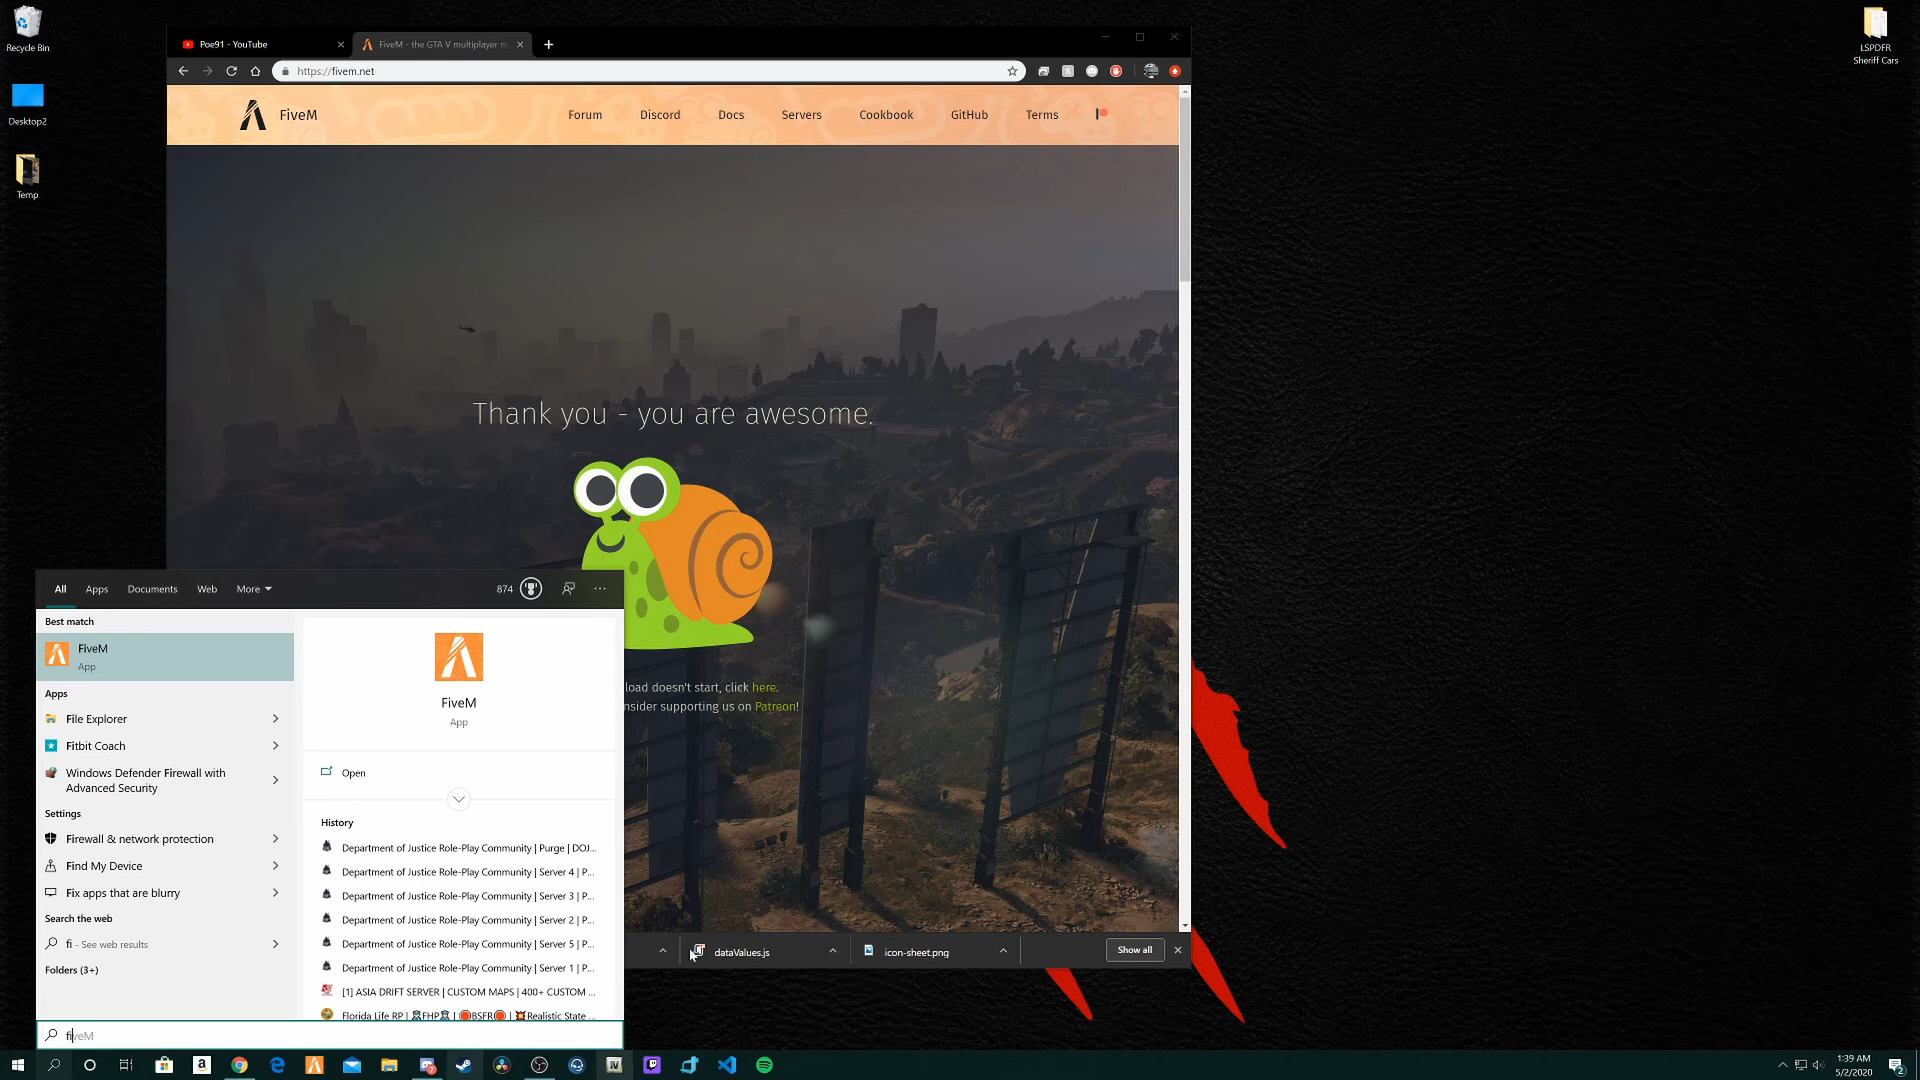 Recycle Bin
Desktop2
Temp
LSPDFR
Sheriff Cars
Poe91 - YouTube
FiveM - the GTA V multiplayer
https://fivem.net
FiveM
Forum
Discord
Docs
Servers
Cookbook
GitHub
Terms
Thank you - you are awesome.
load doesn't start, click here.
nsider supporting us on Patreon!
All
Apps
Documents
Web
More
874
Best match
FiveM
App
Apps
File Explorer
Fitbit Coach
Windows Defender Firewall with
Advanced Security
Settings
Firewall & network protection
Find My Device
Fix apps that are blurry
Search the web
fi - See web results
Folders (3+)
FiveM
App
Open
History
Department of Justice Role-Play Community | Purge | DOJ...
Department of Justice Role-Play Community | Server 4 | P...
Department of Justice Role-Play Community | Server 3 | P...
Department of Justice Role-Play Community | Server 2 | P...
Department of Justice Role-Play Community | Server 5 | P...
Department of Justice Role-Play Community | Server 1 | P...
[1] ASIA DRIFT SERVER | CUSTOM MAPS | 400+ CUSTOM ...
Florida Life RP | FHP | BSFR | Realistic State ...
fiveM
dataValues.js
icon-sheet.png
Show all
1:39 AM
5/2/2020
2